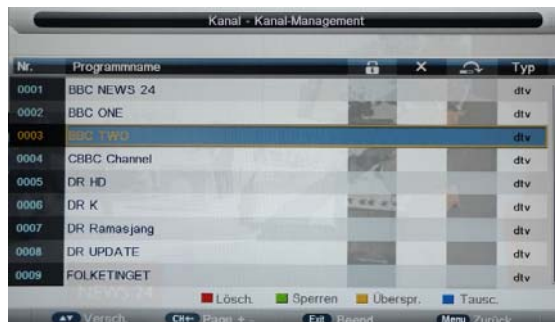 Kanal - Kanal-Management
Nr. Programmname Typ
0001 BBC NEWS 24 dtv
0002 BBC ONE dtv
0003 BBC TWO dtv
0004 CBBC Channel dtv
0005 DR HD dtv
0006 DR K dtv
0007 DR Ramasjang dtv
0008 DR UPDATE dtv
0009 FOLKETINGET dtv
Lösch. Sperren Überspr. Tausc.
Versch. CH+- Page + - Exit Beend. Menu Zurück